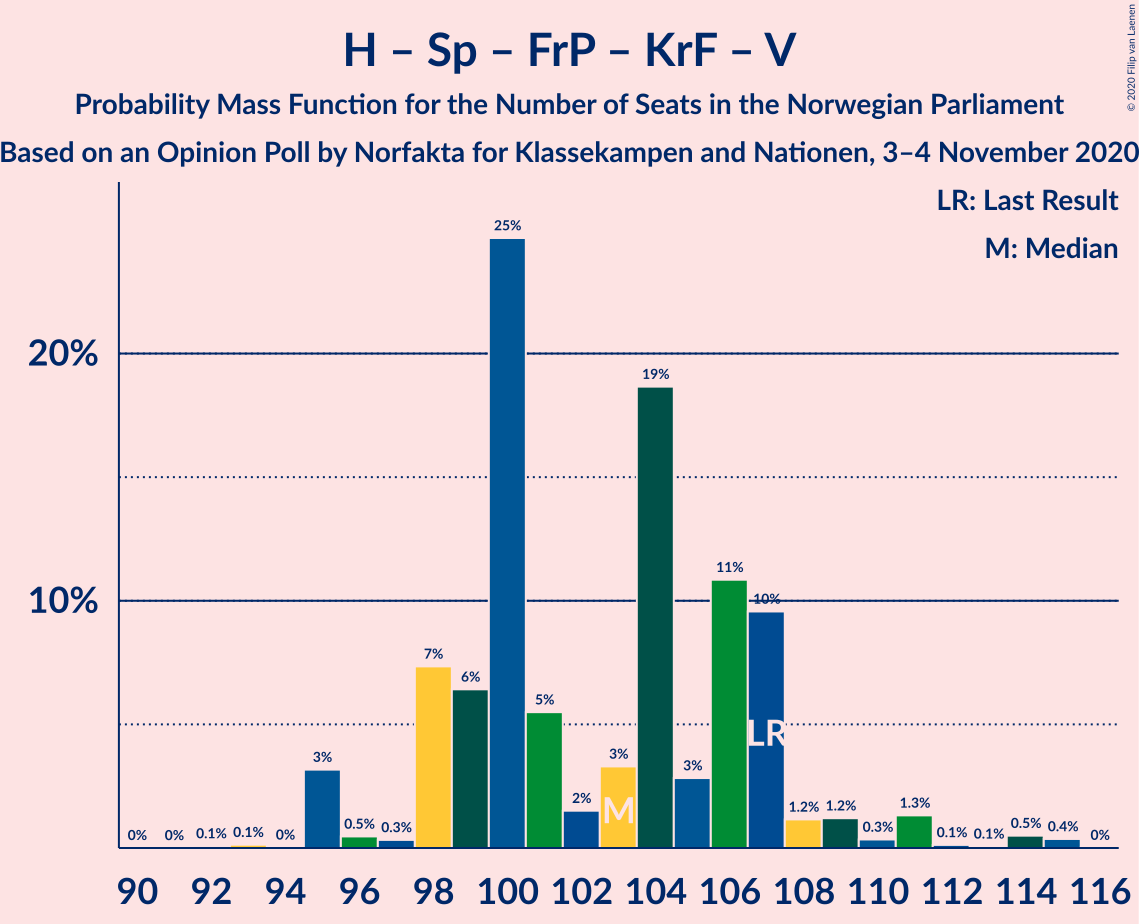 © 2020 Filip van Laenen
H – Sp – FrP – KrF – V
Probability Mass Function for the Number of Seats in the Norwegian Parliament
Based on an Opinion Poll by Norfakta for Klassekampen and Nationen, 3–4 November 2020
LR: Last Result
M: Median
25%
20%
19%
11%
10%
10%
7%
6%
5%
LR
3%
3%
3%
M
2%
0% 0% 0.1% 0.1% 0% 0.5% 0.3% 1.2% 1.2% 0.3% 1.3% 0.1% 0.1% 0.5% 0.4% 0%
90 92 94 96 98 100 102 104 106 108 110 112 114 116